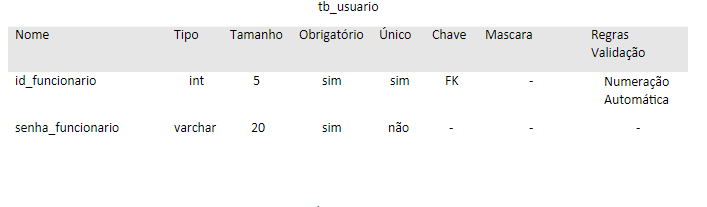 tb_usuario
Nome Tipo Tamanho Obrigatório Único Chave Mascara Regras
Validação
id_funcionario int 5 sim sim FK - Numeração
Automática
senha_funcionario varchar 20 sim não - - -